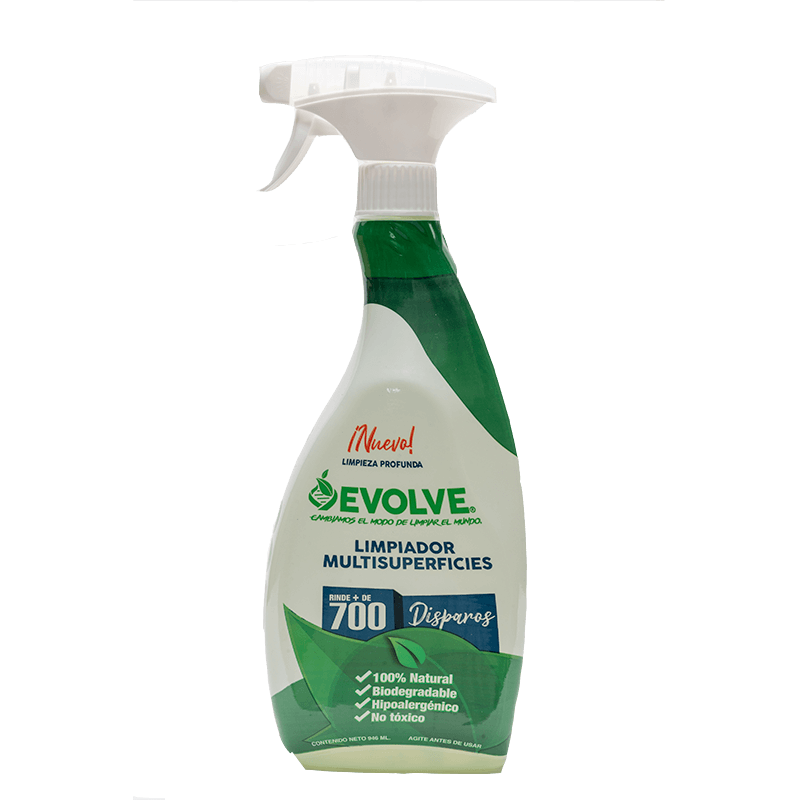 ¡Nuevo!
LIMPIEZA PROFUNDA
EVOLVE®
CAMBIAMOS EL MODO DE LIMPIAR EL MUNDO.
LIMPIADOR
MULTISUPERFICIES
RINDE + DE
700 Disparos
100% Natural
Biodegradable
Hipoalergénico
No tóxico
CONTENIDO NETO 946 ML. AGITE ANTES DE USAR